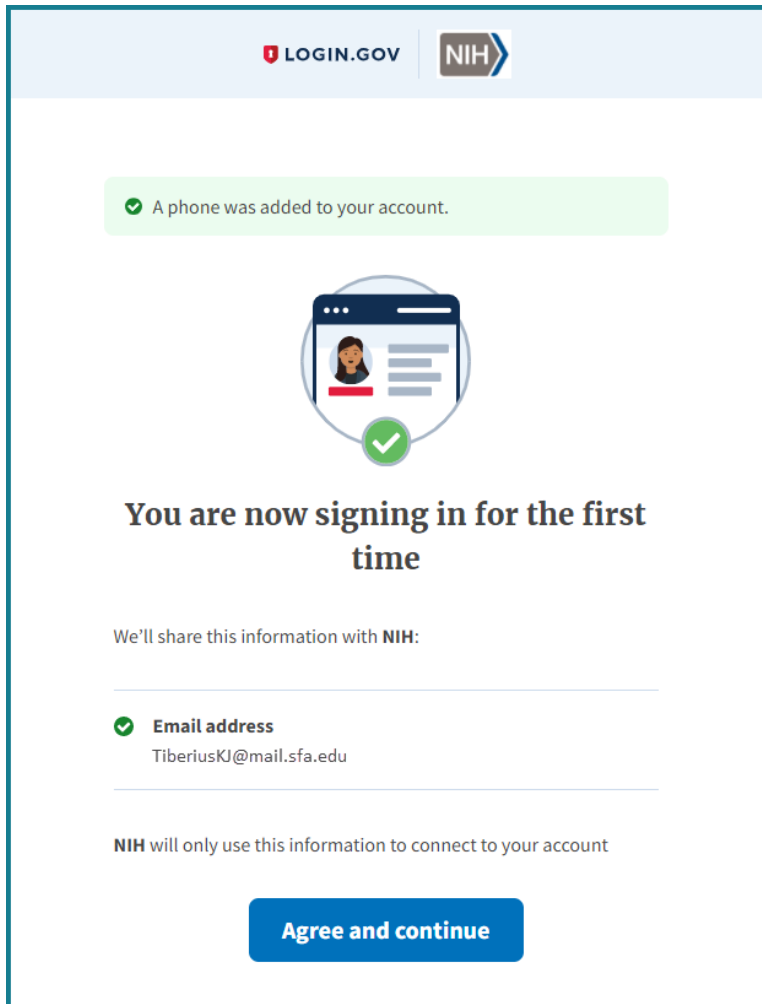 LOGIN.GOV NIH
A phone was added to your account.
You are now signing in for the first
time
We’ll share this information with NIH:
Email address
TiberiusKJ@mail.sfa.edu
NIH will only use this information to connect to your account
Agree and continue